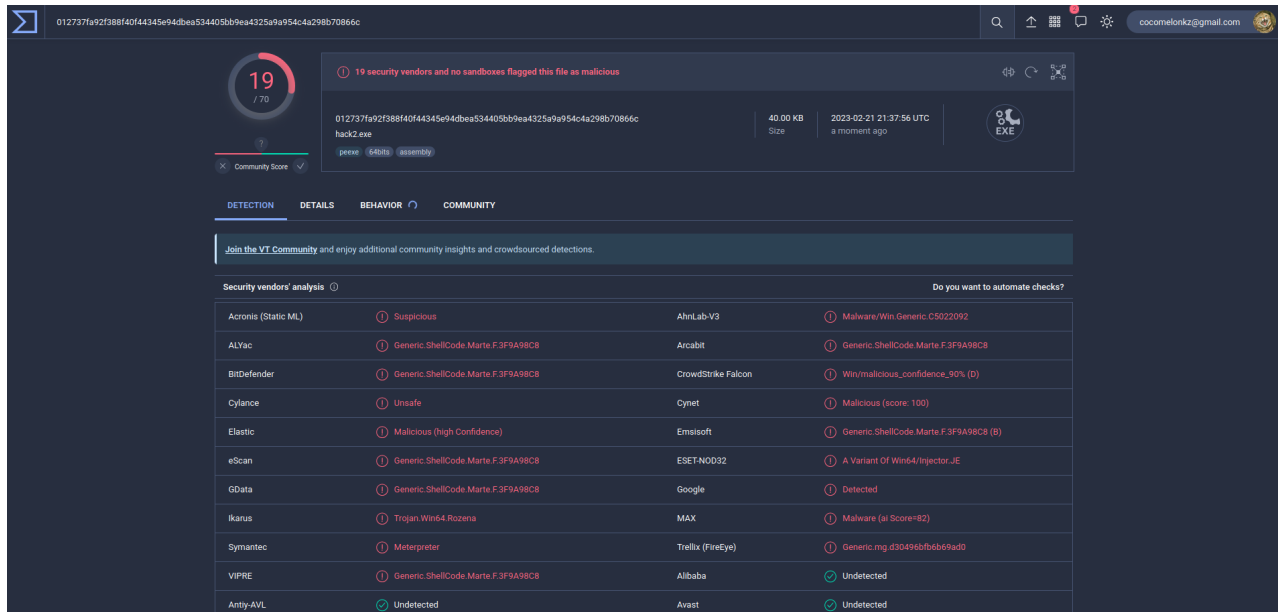 012737fa92f388f40f44345e94dbea534405bb9ea4325a9a954c4a298b70866c
cocomelonkz@gmail.com
19
/ 70
?
Community Score
19 security vendors and no sandboxes flagged this file as malicious
012737fa92f388f40f44345e94dbea534405bb9ea4325a9a954c4a298b70866c
hack2.exe
peexe 64bits assembly
40.00 KB
Size
2023-02-21 21:37:56 UTC
a moment ago
EXE
DETECTION DETAILS BEHAVIOR COMMUNITY
Join the VT Community and enjoy additional community insights and crowdsourced detections.
Security vendors' analysis Do you want to automate checks?
Acronis (Static ML) Suspicious AhnLab-V3 Malware/Win.Generic.C5022092
ALYac Generic.ShellCode.Marte.F.3F9A98C8 Arcabit Generic.ShellCode.Marte.F.3F9A98C8
BitDefender Generic.ShellCode.Marte.F.3F9A98C8 CrowdStrike Falcon Win/malicious_confidence_90% (D)
Cylance Unsafe Cynet Malicious (score: 100)
Elastic Malicious (high Confidence) Emsisoft Generic.ShellCode.Marte.F.3F9A98C8 (B)
eScan Generic.ShellCode.Marte.F.3F9A98C8 ESET-NOD32 A Variant Of Win64/Injector.JE
GData Generic.ShellCode.Marte.F.3F9A98C8 Google Detected
Ikarus Trojan.Win64.Rozena MAX Malware (ai Score=82)
Symantec Meterpreter Trellix (FireEye) Generic.mg.d30496bfb6b69ad0
VIPRE Generic.ShellCode.Marte.F.3F9A98C8 Alibaba Undetected
Antiy-AVL Undetected Avast Undetected